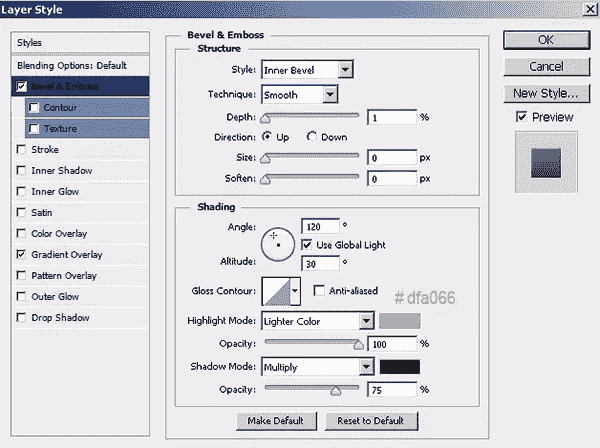 Layer Style
Styles
Blending Options: Default
Bevel & Emboss
Contour
Texture
Stroke
Inner Shadow
Inner Glow
Satin
Color Overlay
Gradient Overlay
Pattern Overlay
Outer Glow
Drop Shadow
Bevel & Emboss
Structure
Style: Inner Bevel
Technique: Smooth
Depth: 1 %
Direction: Up Down
Size: 0 px
Soften: 0 px
Shading
Angle: 120 °
Use Global Light
Altitude: 30 °
Gloss Contour: Anti-aliased
#dfa066
Highlight Mode: Lighter Color
Opacity: 100 %
Shadow Mode: Multiply
Opacity: 75 %
Make Default Reset to Default
OK
Cancel
New Style...
Preview